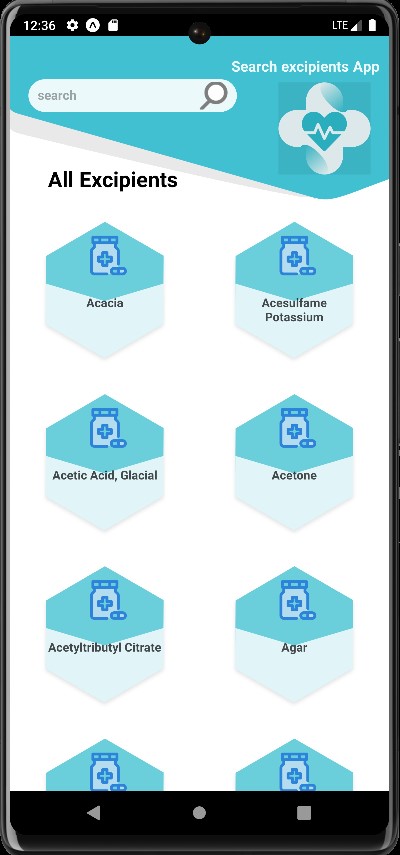 12:36
LTE
Search excipients App
search
All Excipients
Acacia
Acesulfame
Potassium
Acetic Acid, Glacial
Acetone
Acetyltributyl Citrate
Agar